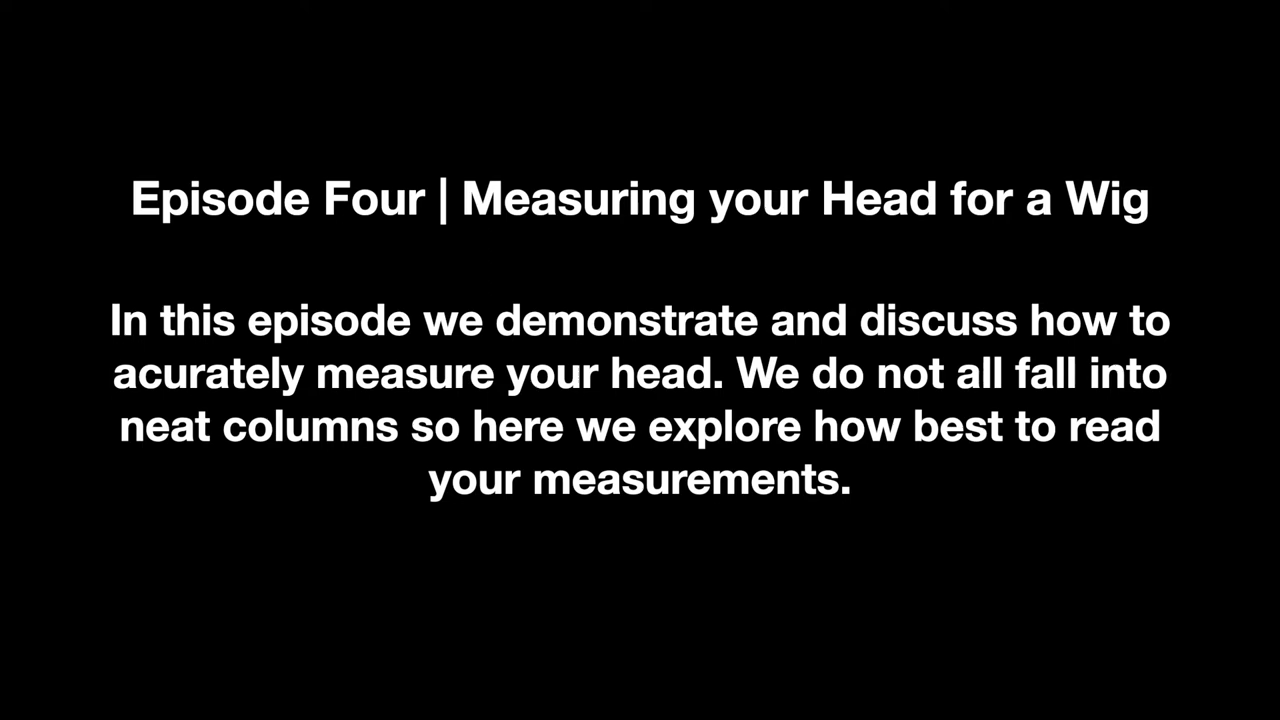 Episode Four | Measuring your Head for a Wig
In this episode we demonstrate and discuss how to
acurately measure your head. We do not all fall into
neat columns so here we explore how best to read
your measurements.